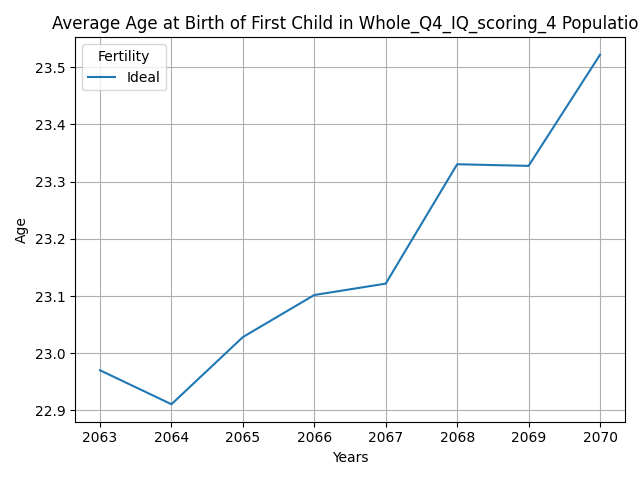 Average Age at Birth of First Child in Whole_Q4_IQ_scoring_4 Populatio
Fertility
Ideal
23.5
23.4
23.3
23.2
23.1
23.0
22.9
Age
2063 2064 2065 2066 2067 2068 2069 2070
Years